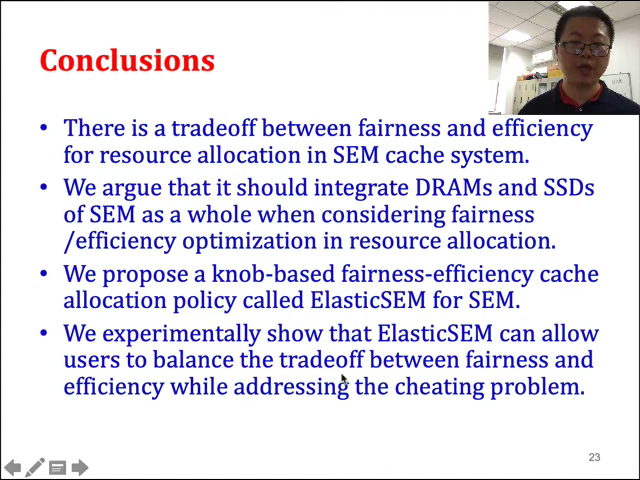 Conclusions
• There is a tradeoff between fairness and efficiency
for resource allocation in SEM cache system.
• We argue that it should integrate DRAMs and SSDs
of SEM as a whole when considering fairness
/efficiency optimization in resource allocation.
• We propose a knob-based fairness-efficiency cache
allocation policy called ElasticSEM for SEM.
• We experimentally show that ElasticSEM can allow
users to balance the tradeoff between fairness and
efficiency while addressing the cheating problem.
23